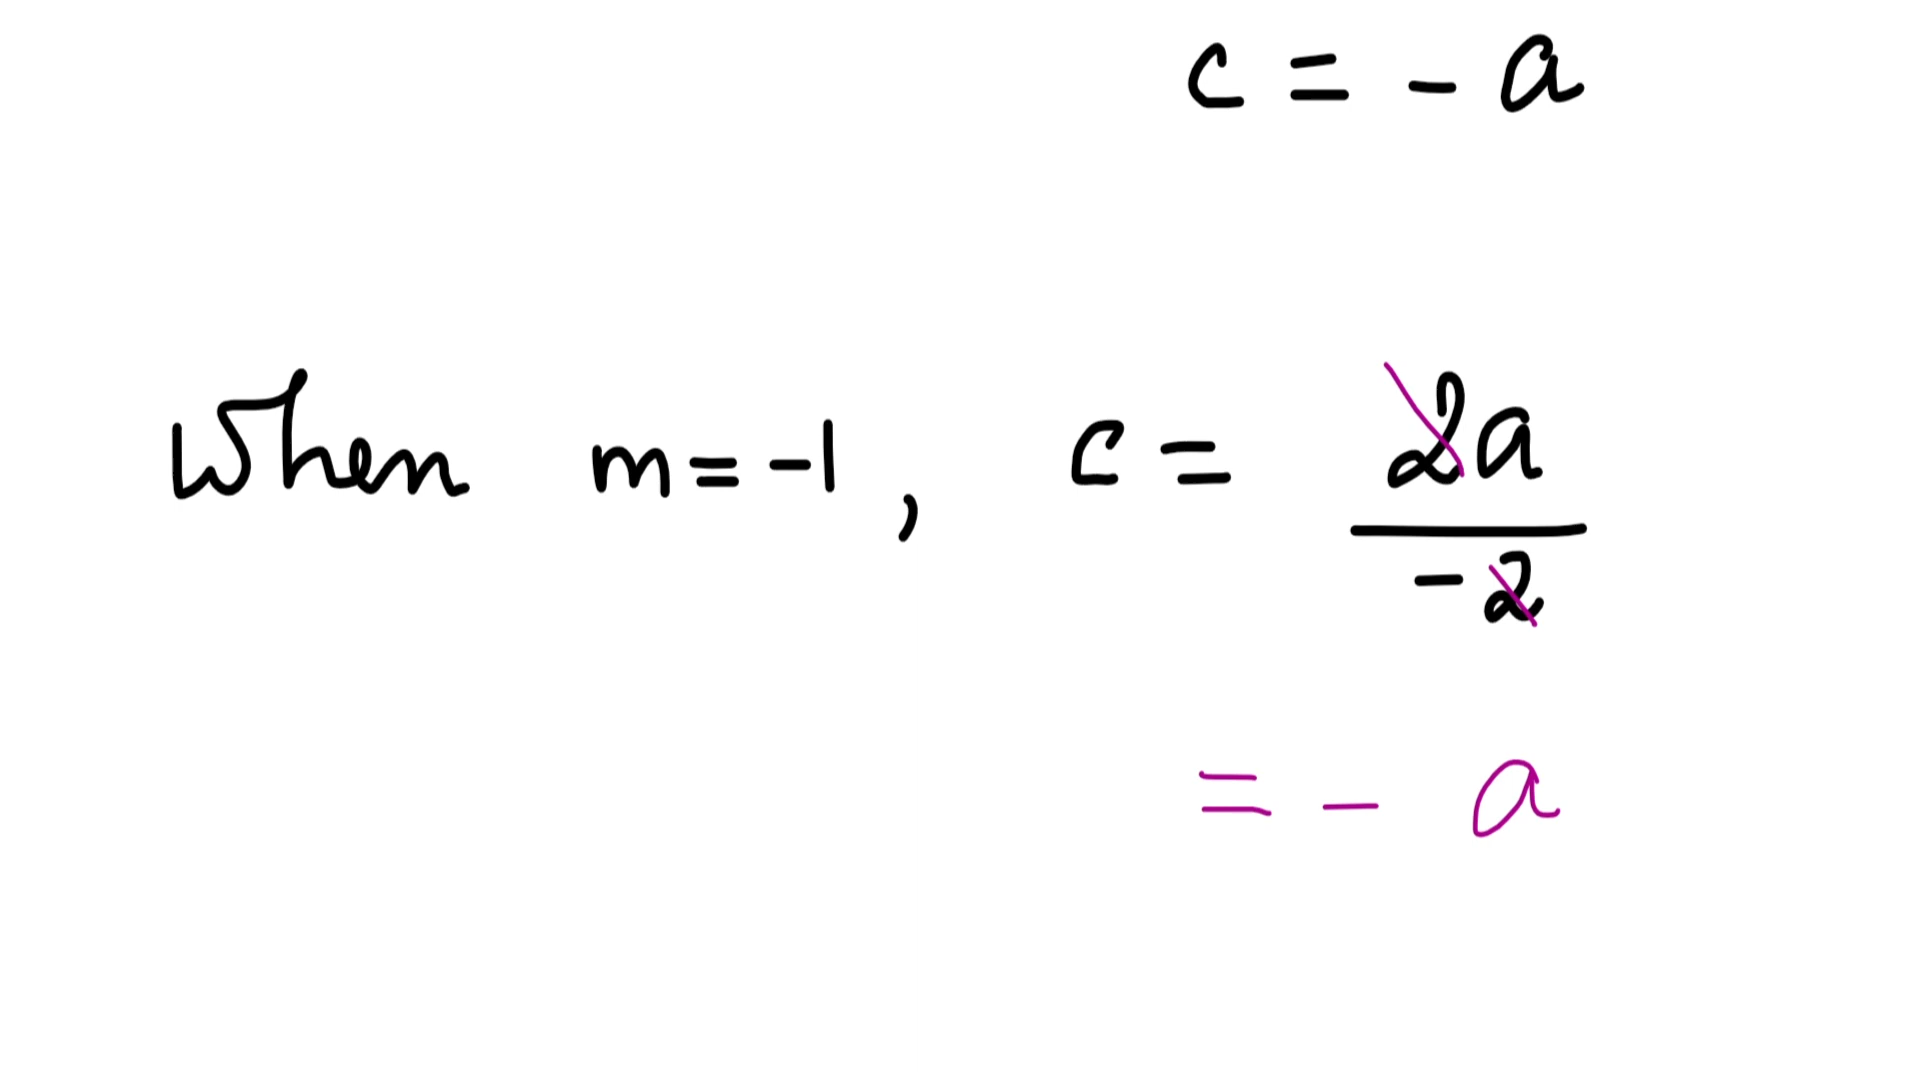 c = - a
When m = -1, c = 2a
-2
= - a